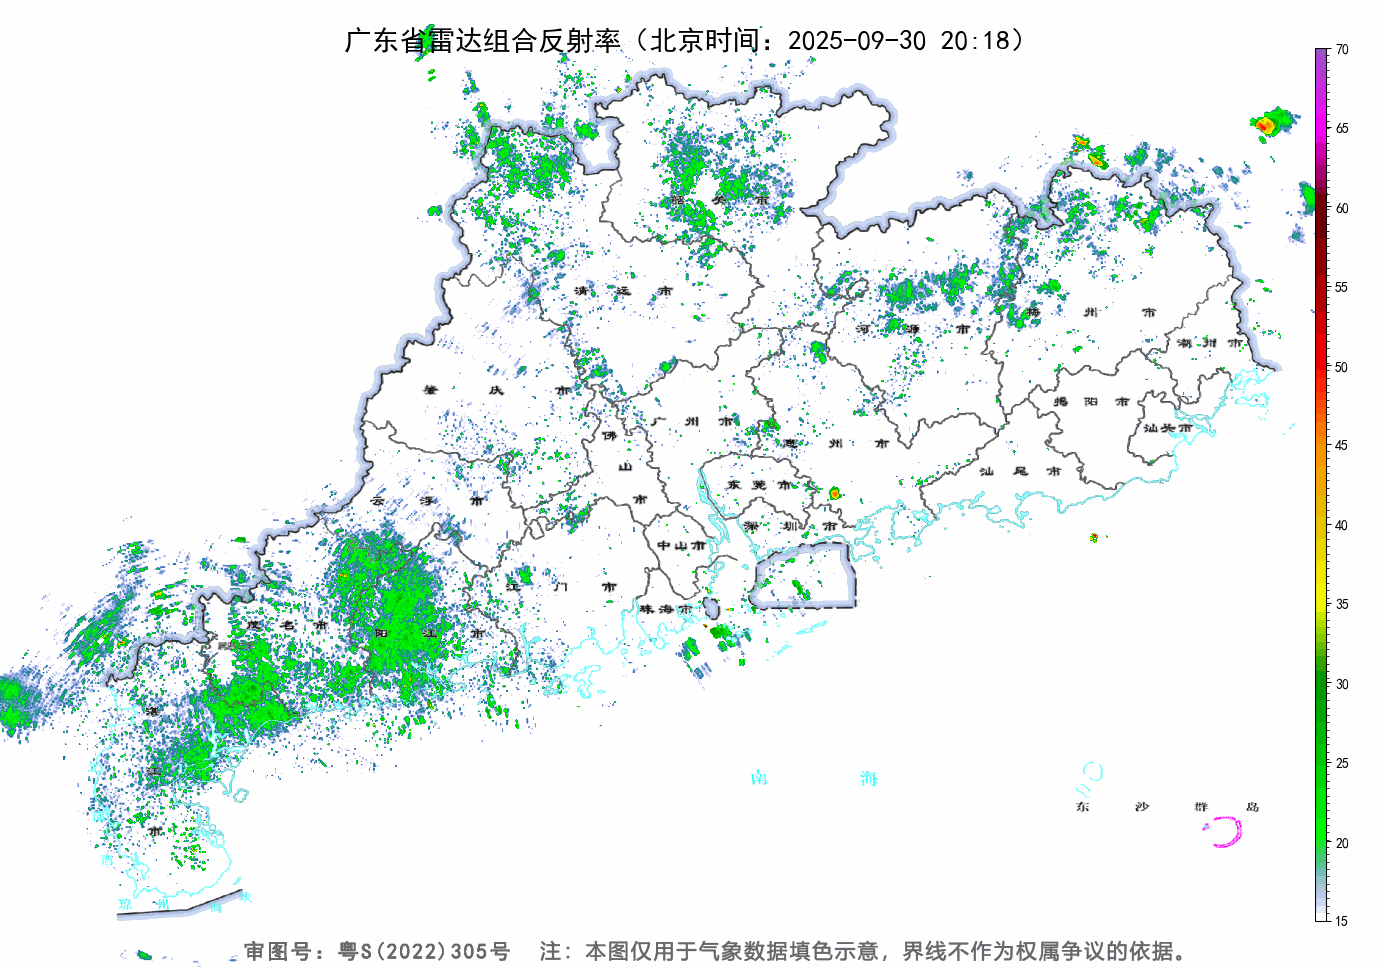 广东省雷达组合反射率（北京时间：2025-09-30 20:18）
70
65
60
55
50
45
40
35
30
25
20
15
韶 关 市
清 远 市
河 源 市
梅 州 市
潮 州 市
肇 庆 市
广 州 市
佛 山 市
惠 州 市
揭 阳 市
汕头市
汕 尾 市
东 莞 市
云 浮 市
深 圳 市
中山市
江 门 市
珠海市
茂 名 市
阳 江 市
湛 江 市
南 海
东 沙 群 岛
湾
琼 州 海 峡
审图号：粤S(2022)305号 注：本图仅用于气象数据填色示意，界线不作为权属争议的依据。